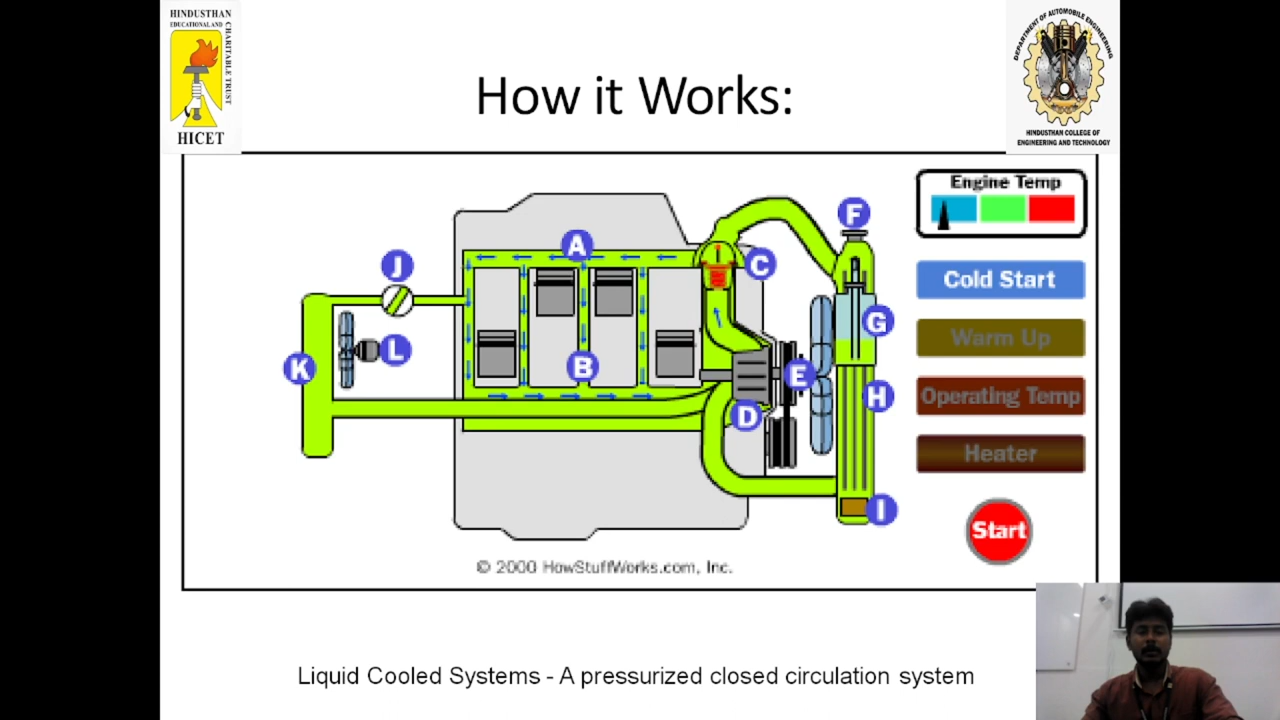 HINDUSTHAN
EDUCATIONAL AND
CHARITABLE TRUST
HICET
How it Works:
DEPARTMENT OF AUTOMOBILE ENGINEERING
HINDUSTHAN COLLEGE OF
ENGINEERING AND TECHNOLOGY
Engine Temp
A
B
C
D
E
F
G
H
I
J
K
L
Cold Start
Warm Up
Operating Temp
Heater
Start
© 2000 HowStuffWorks.com, Inc.
Liquid Cooled Systems - A pressurized closed circulation system